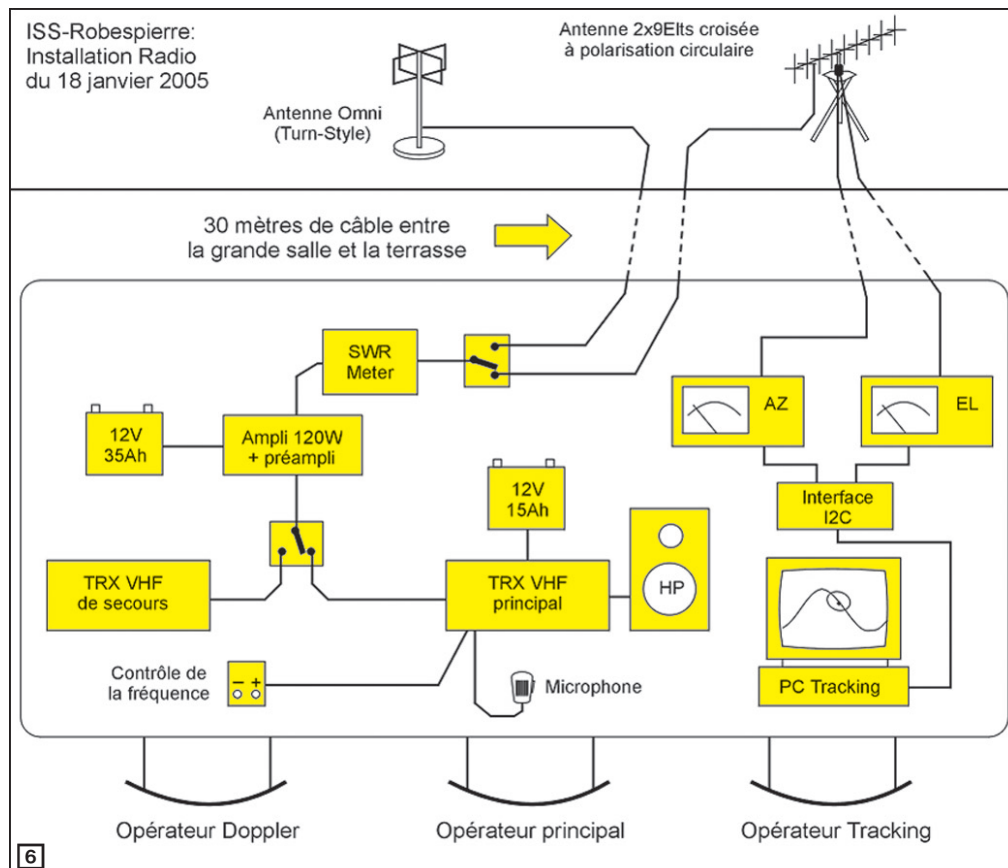 ISS-Robespierre:
Installation Radio
du 18 janvier 2005
Antenne 2x9Elts croisée
à polarisation circulaire
Antenne Omni
(Turn-Style)
30 mètres de câble entre
la grande salle et la terrasse
SWR
Meter
12V
35Ah
Ampli 120W
+ préampli
AZ
EL
12V
15Ah
Interface
I2C
TRX VHF
de secours
TRX VHF
principal
HP
Contrôle de
la fréquence
- +
Microphone
PC Tracking
Opérateur Doppler
Opérateur principal
Opérateur Tracking
6